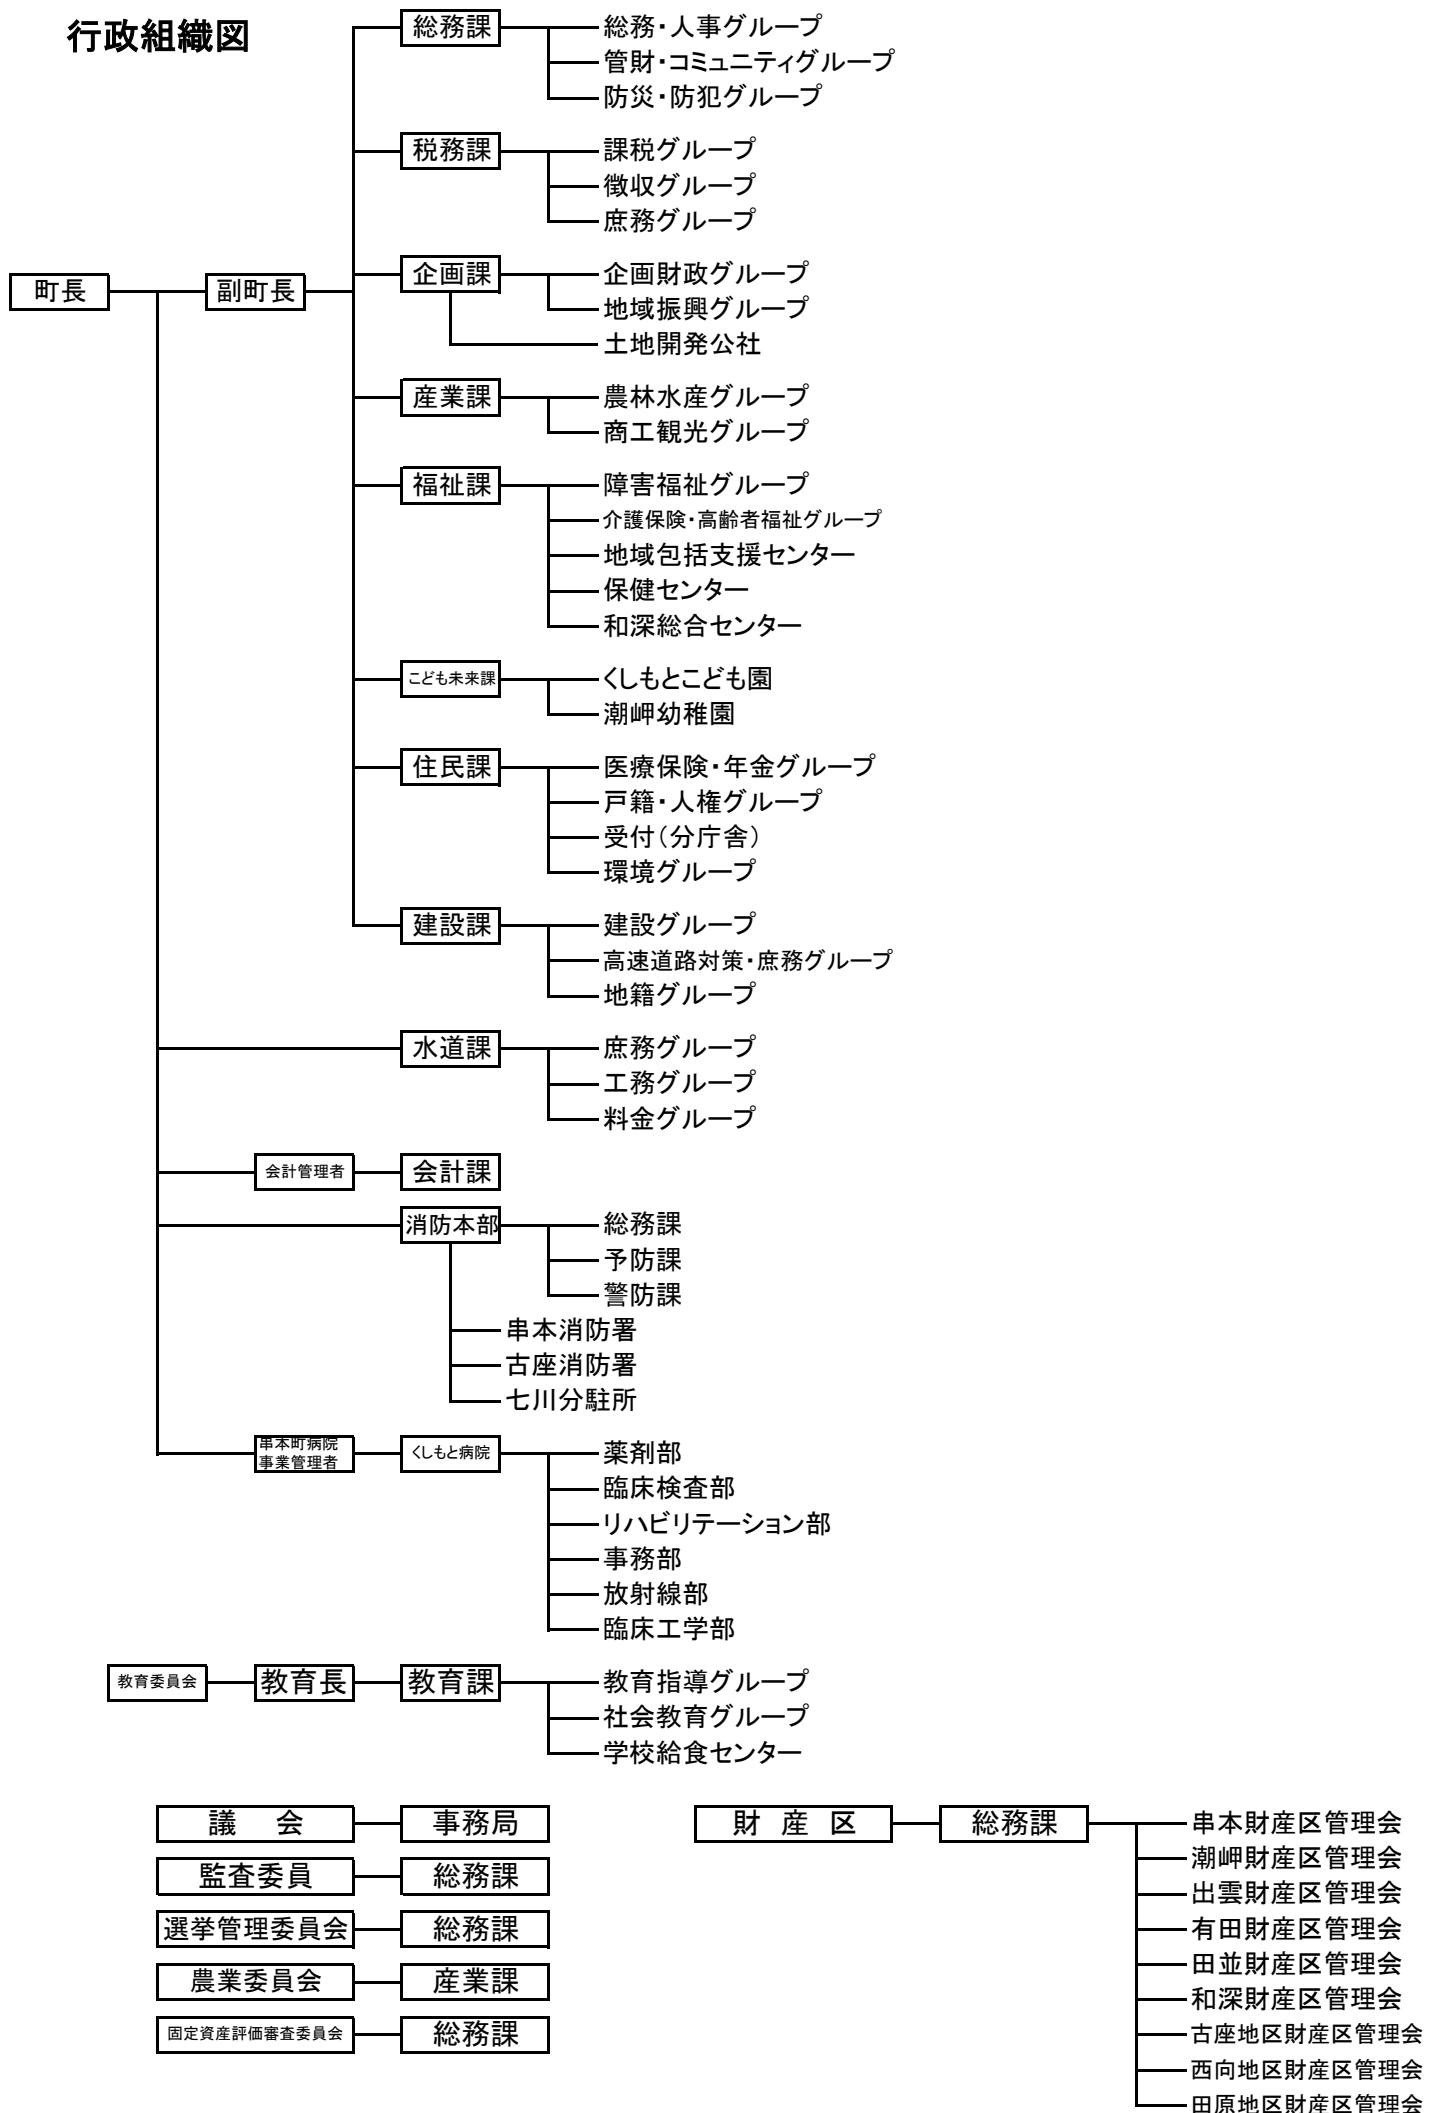 行政組織図
総務課
総務・人事グループ
管財・コミュニティグループ
防災・防犯グループ
税務課
課税グループ
徴収グループ
庶務グループ
町長
副町長
企画課
企画財政グループ
地域振興グループ
土地開発公社
産業課
農林水産グループ
商工観光グループ
福祉課
障害福祉グループ
介護保険・高齢者福祉グループ
地域包括支援センター
保健センター
和深総合センター
こども未来課
くしもとこども園
潮岬幼稚園
住民課
医療保険・年金グループ
戸籍・人権グループ
受付（分庁舎）
環境グループ
建設課
建設グループ
高速道路対策・庶務グループ
地籍グループ
水道課
庶務グループ
工務グループ
料金グループ
会計管理者
会計課
消防本部
総務課
予防課
警防課
串本消防署
古座消防署
七川分駐所
串本町病院
事業管理者
くしもと病院
薬剤部
臨床検査部
リハビリテーション部
事務部
放射線部
臨床工学部
教育委員会
教育長
教育課
教育指導グループ
社会教育グループ
学校給食センター
議　会
事務局
監査委員
総務課
選挙管理委員会
総務課
農業委員会
産業課
固定資産評価審査委員会
総務課
財　産　区
総務課
串本財産区管理会
潮岬財産区管理会
出雲財産区管理会
有田財産区管理会
田並財産区管理会
和深財産区管理会
古座地区財産区管理会
西向地区財産区管理会
田原地区財産区管理会